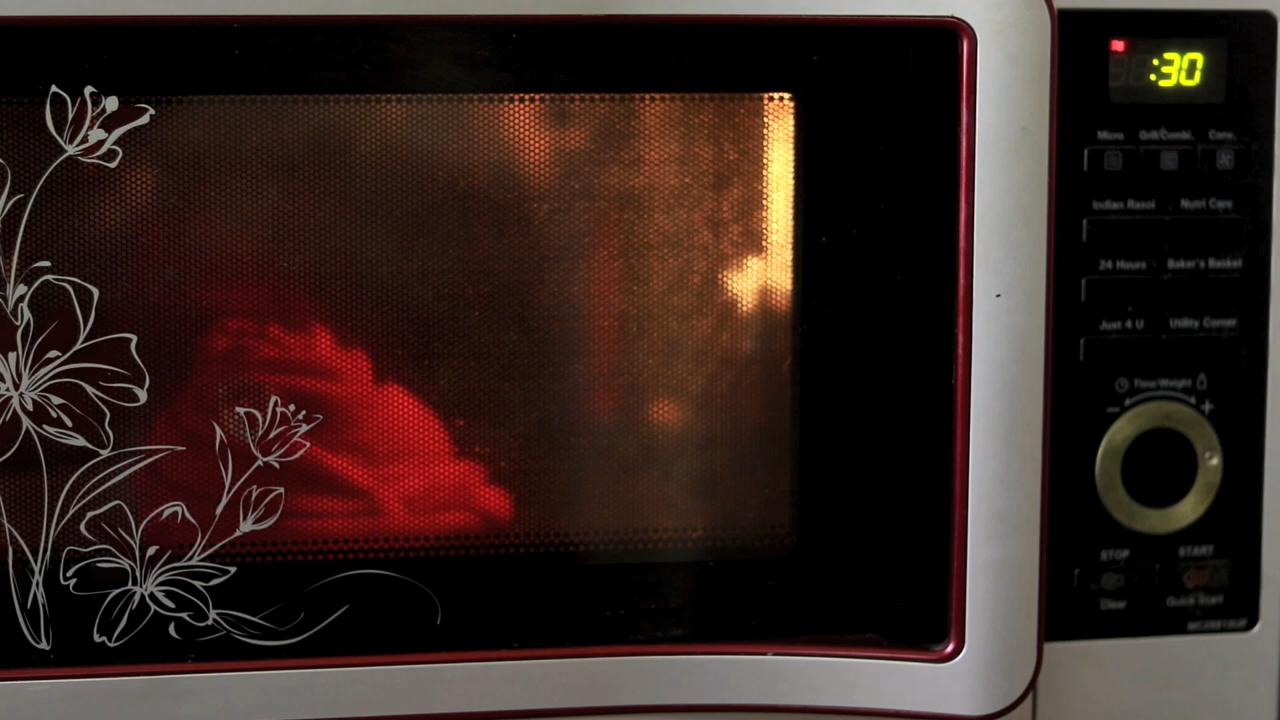 :30
Micro Grill/Combi. Conv.
Indian Rasoi Nutri Care
24 Hours Baker's Basket
Just 4 U Utility Corner
Time/Weight
− +
STOP START
Clear Quick Start